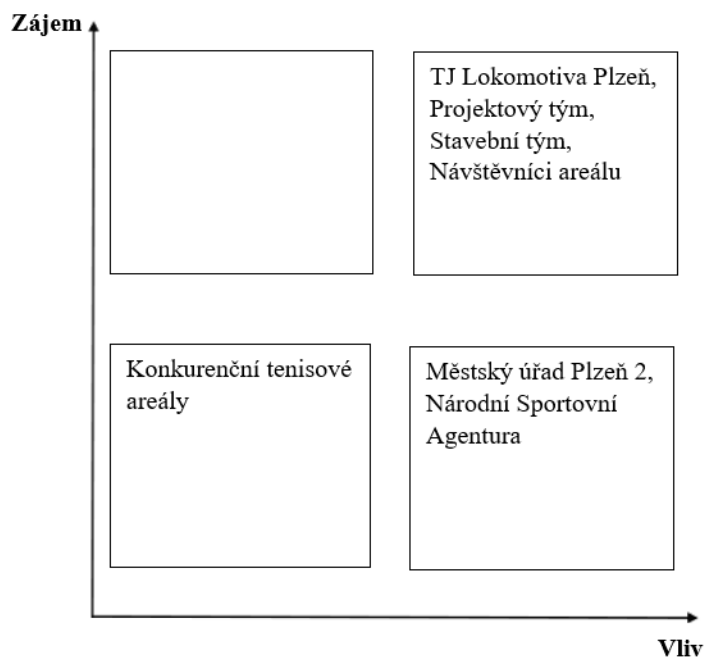 Zájem
TJ Lokomotiva Plzeň,
Projektový tým,
Stavební tým,
Návštěvníci areálu
Konkurenční tenisové
areály
Městský úřad Plzeň 2,
Národní Sportovní
Agentura
Vliv